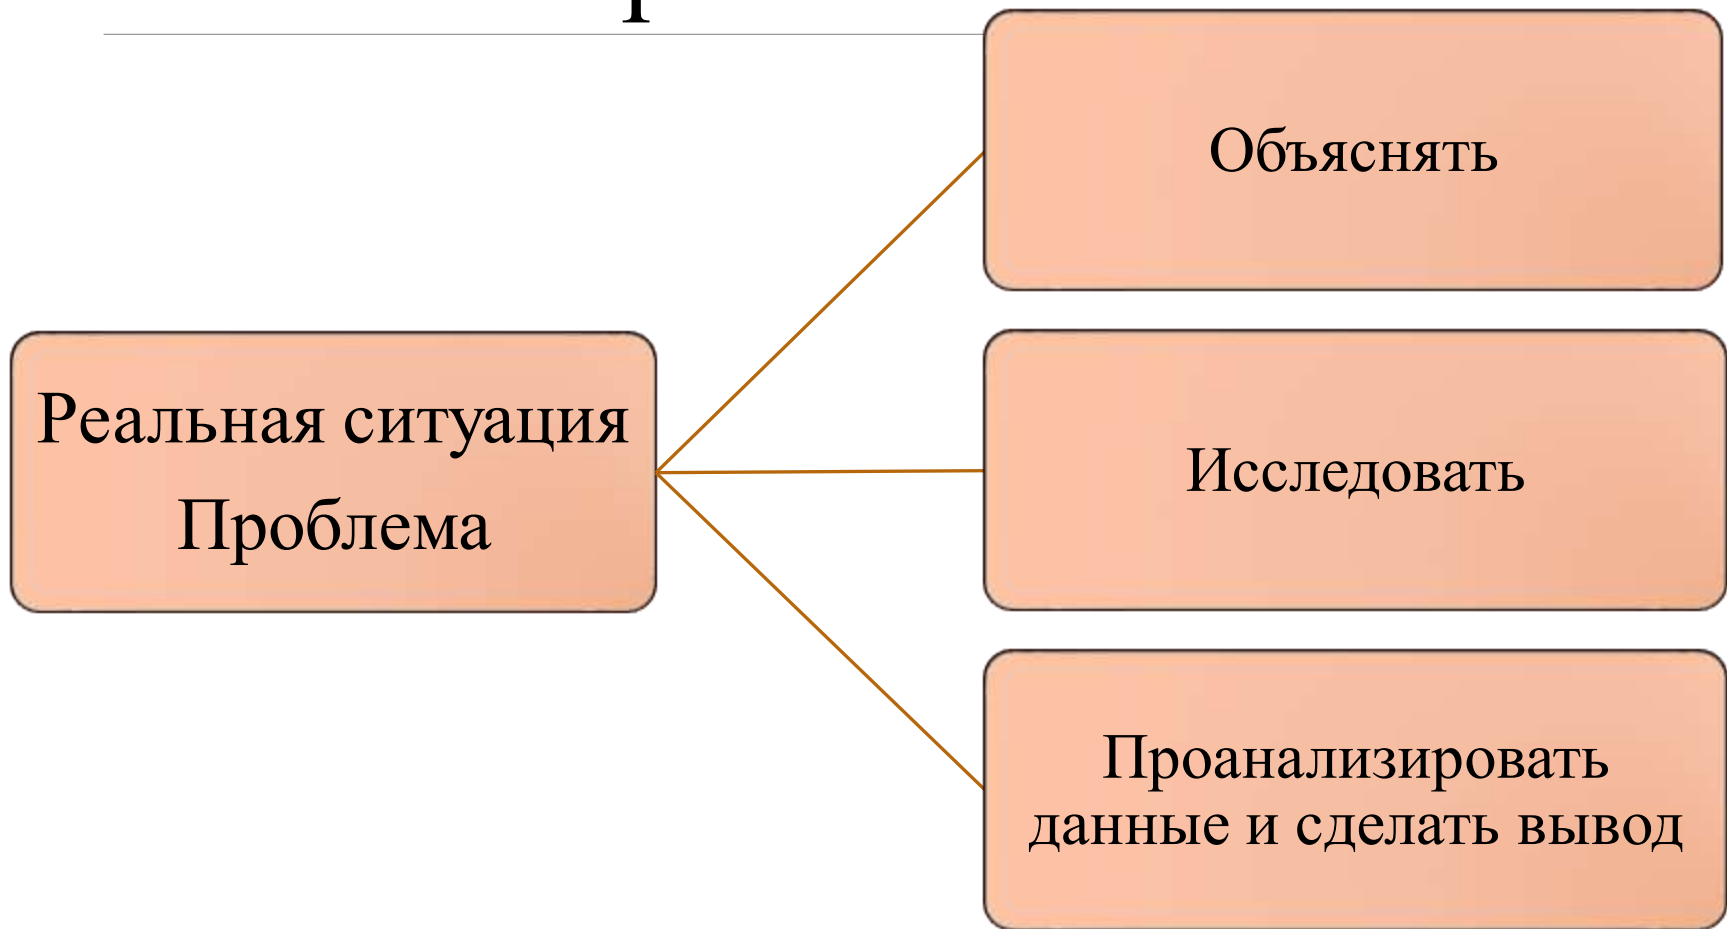 Реальная ситуация
Проблема
Объяснять
Исследовать
Проанализировать
данные и сделать вывод